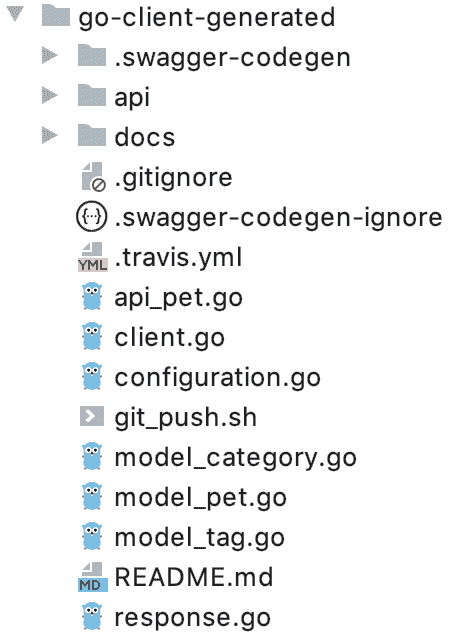 go-client-generated
.swagger-codegen
api
docs
.gitignore
{··} .swagger-codegen-ignore
YML .travis.yml
api_pet.go
client.go
configuration.go
git_push.sh
model_category.go
model_pet.go
model_tag.go
MD README.md
response.go